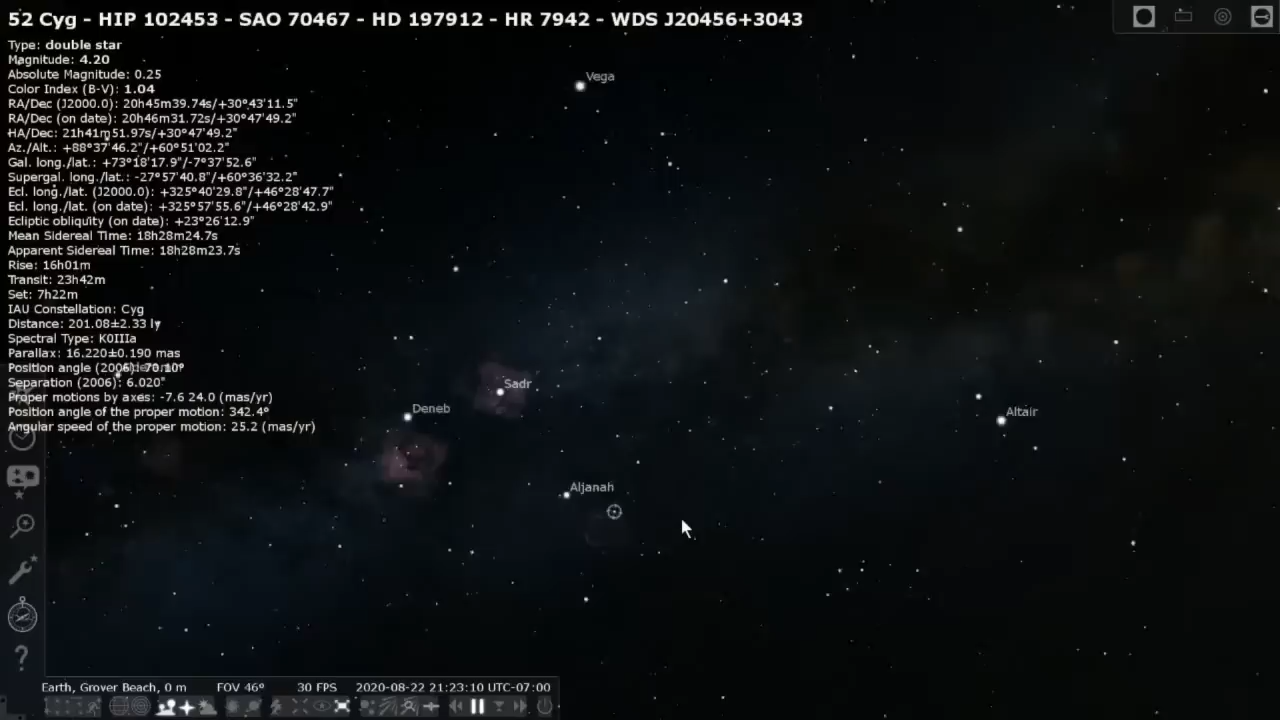 52 Cyg - HIP 102453 - SAO 70467 - HD 197912 - HR 7942 - WDS J20456+3043
Type: double star
Magnitude: 4.20
Absolute Magnitude: 0.25
Color Index (B-V): 1.04
RA/Dec (J2000.0): 20h45m39.74s/+30°43'11.5"
RA/Dec (on date): 20h46m31.72s/+30°47'49.2"
HA/Dec: 21h41m51.97s/+30°47'49.2"
Az./Alt.: +88°37'46.2"/+60°51'02.2"
Gal. long./lat.: +73°18'17.9"/-7°37'52.6"
Supergal. long./lat.: -27°57'40.8"/+60°36'32.2"
Ecl. long./lat. (J2000.0): +325°40'29.8"/+46°28'47.7"
Ecl. long./lat. (on date): +325°57'55.6"/+46°28'42.9"
Ecliptic obliquity (on date): +23°26'12.9"
Mean Sidereal Time: 18h28m24.7s
Apparent Sidereal Time: 18h28m23.7s
Rise: 16h01m
Transit: 23h42m
Set: 7h22m
IAU Constellation: Cyg
Distance: 201.08±2.33 ly
Spectral Type: K0IIIa
Parallax: 16.220±0.190 mas
Position angle (2006): 70.10°
Separation (2006): 6.020"
Proper motions by axes: -7.6 24.0 (mas/yr)
Position angle of the proper motion: 342.4°
Angular speed of the proper motion: 25.2 (mas/yr)
Vega
Sadr
Deneb
Altair
Aljanah
Earth, Grover Beach, 0 m FOV 46° 30 FPS 2020-08-22 21:23:10 UTC-07:00